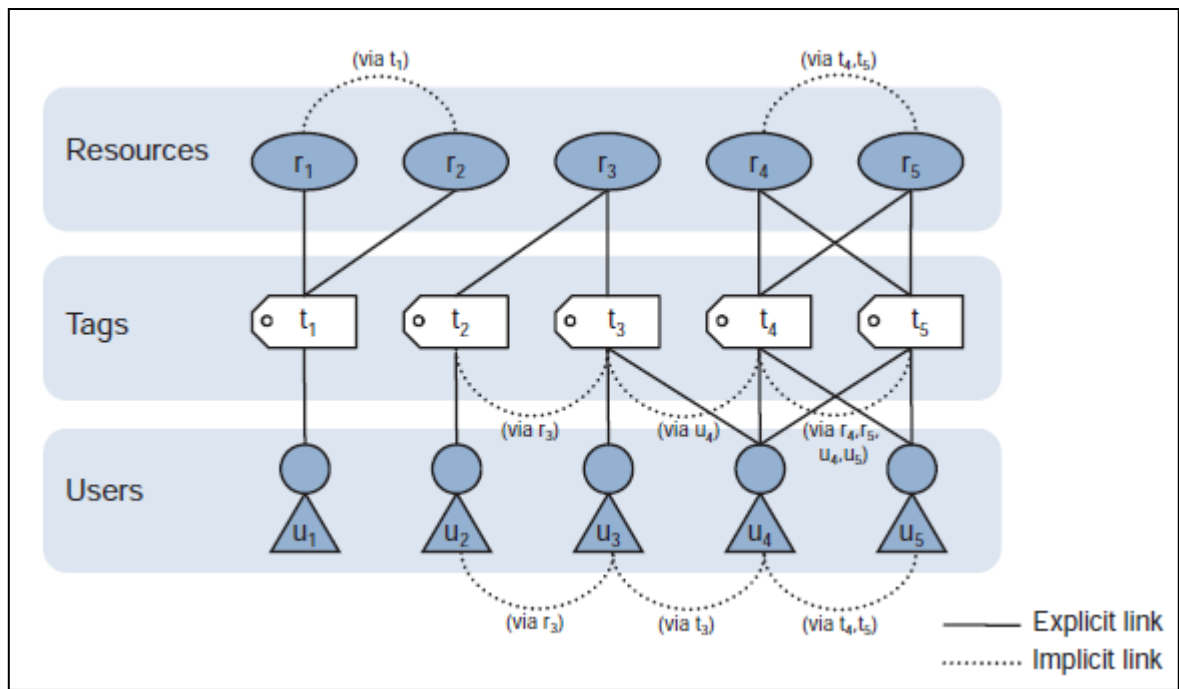 (via t₁) (via t₄,t₅)
Resources r₁ r₂ r₃ r₄ r₅
Tags t₁ t₂ t₃ t₄ t₅
(via r₃) (via u₄) (via r₄,r₅,
u₄,u₅)
Users
u₁ u₂ u₃ u₄ u₅
(via r₃) (via t₃) (via t₄,t₅)
Explicit link
Implicit link